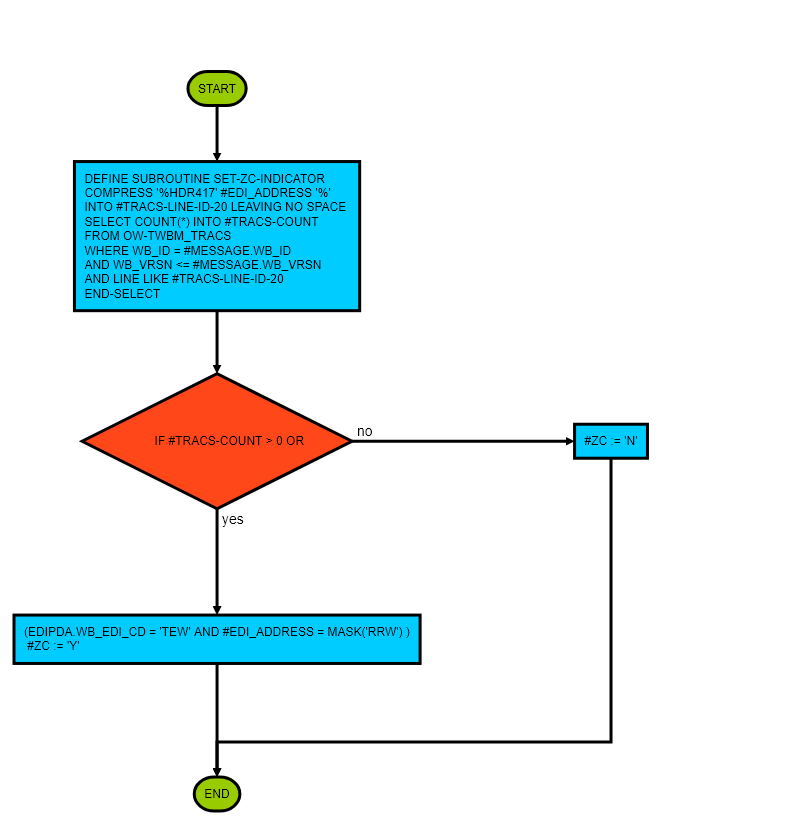 START
DEFINE SUBROUTINE SET-ZC-INDICATOR
COMPRESS '%HDR417' #EDI_ADDRESS '%'
INTO #TRACS-LINE-ID-20 LEAVING NO SPACE
SELECT COUNT(*) INTO #TRACS-COUNT
FROM OW-TWBM_TRACS
WHERE WB_ID = #MESSAGE.WB_ID
AND WB_VRSN <= #MESSAGE.WB_VRSN
AND LINE LIKE #TRACS-LINE-ID-20
END-SELECT
IF #TRACS-COUNT > 0 OR
no
#ZC := 'N'
yes
(EDIPDA.WB_EDI_CD = 'TEW' AND #EDI_ADDRESS = MASK('RRW') )
#ZC := 'Y'
END